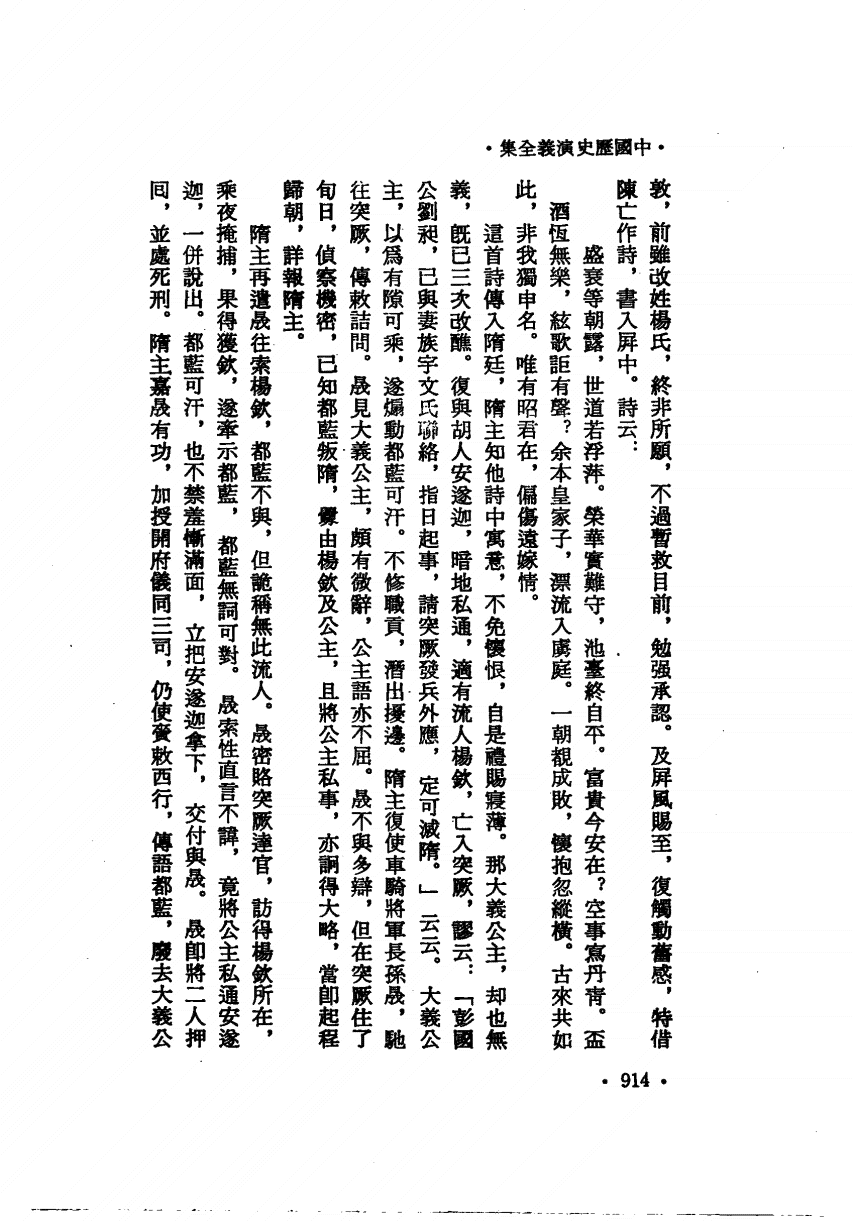 •中國歷史演義全集•
敦，前雖改姓楊氏，終非所願，不過暫救目前，勉强承認。及屏風賜至，復觸動舊感，特借
陳亡作詩，書入屏中。詩云：
盛衰等朝露，世道若浮萍。榮華實難守，池臺終自平。富貴今安在？空事寫丹青。盃
酒恆無樂，絃歌詎有聲？余本皇家子，漂流入虜庭。一朝覩成敗，懷抱忽縱橫。古來共如
此，非我獨申名。唯有昭君在，偏傷遠嫁情。
這首詩傳入隋廷，隋主知他詩中寓意，不免懷恨，自是禮賜寖薄。那大義公主，却也無
義，旣已三次改醮。復與胡人安遂迦，暗地私通，適有流人楊欽，亡入突厥，謬云：「彭國
公劉昶，已與妻族宇文氏聯絡，指日起事，請突厥發兵外應，定可滅隋。」云云。大義公
主，以爲有隙可乘，遂煽動都藍可汗。不修職貢，潛出擾邊。隋主復使車騎將軍長孫晟，馳
往突厥，傳敕詰問。晟見大義公主，頗有微辭，公主語亦不屈。晟不與多辯，但在突厥住了
旬日，偵察機密，已知都藍叛隋，釁由楊欽及公主，且將公主私事，亦詗得大略，當卽起程
歸朝，詳報隋主。
隋主再遣晟往索楊欽，都藍不與，但詭稱無此流人。晟密賂突厥達官，訪得楊欽所在，
乘夜掩捕，果得獲欽，遂牽示都藍，都藍無詞可對。晟索性直言不諱，竟將公主私通安遂
迦，一併說出。都藍可汗，也不禁羞慚滿面，立把安遂迦拿下，交付與晟。晟卽將二人押
囘，並處死刑。隋主嘉晟有功，加授開府儀同三司，仍使齎敕西行，傳語都藍，廢去大義公
•914•